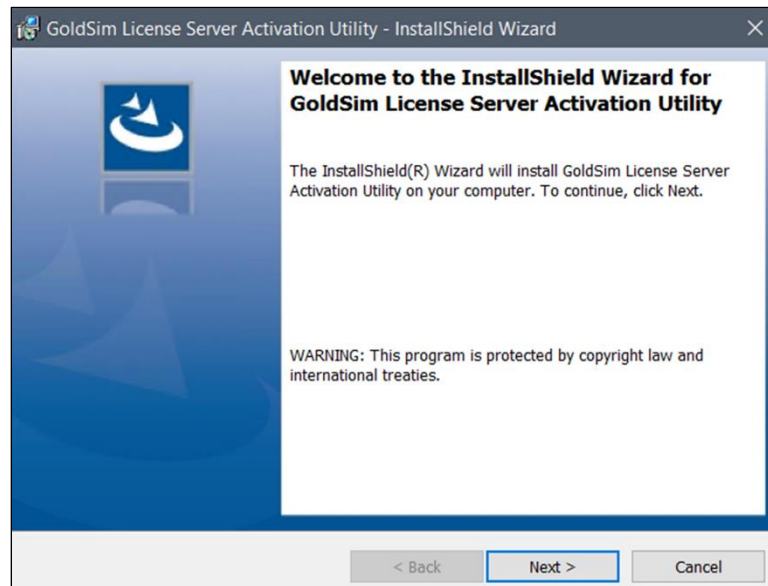 GoldSim License Server Activation Utility - InstallShield Wizard
Welcome to the InstallShield Wizard for
GoldSim License Server Activation Utility
The InstallShield(R) Wizard will install GoldSim License Server
Activation Utility on your computer. To continue, click Next.
WARNING: This program is protected by copyright law and
international treaties.
< Back
Next >
Cancel